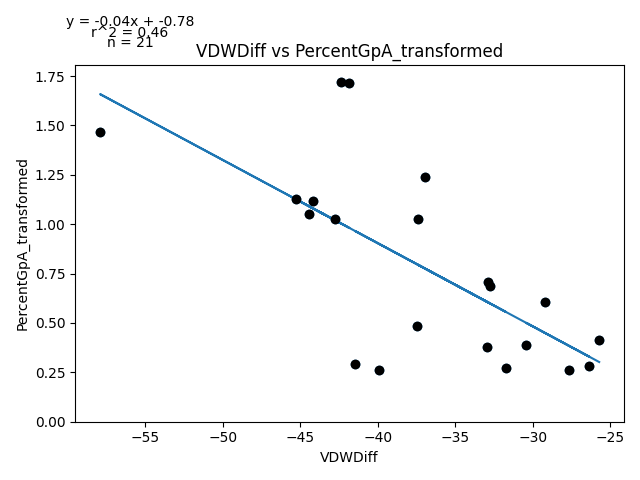 y = -0.04x + -0.78
r^2 = 0.46
n = 21
VDWDiff vs PercentGpA_transformed
1.75
1.50
1.25
1.00
0.75
0.50
0.25
0.00
PercentGpA_transformed
−55 −50 −45 −40 −35 −30 −25
VDWDiff